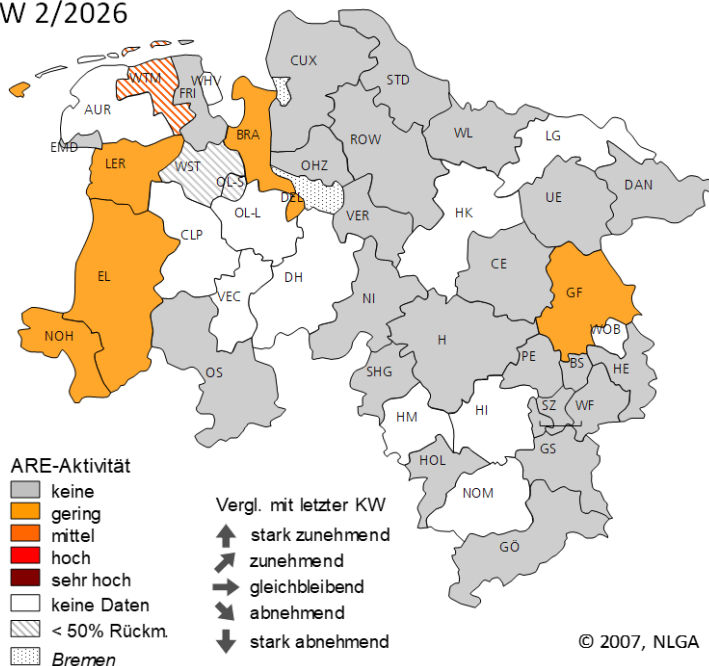 W 2/2026
CUX
WTM
WHV
STD
FRI
AUR
BRA
ROW
WL
LG
EMD
LER
WST
OHZ
OL-S
DEL
UE
DAN
OL-L
VER
HK
CLP
CE
EL
DH
NI
GF
VEC
WOB
NOH
H
PE
BS
HE
OS
SHG
HM
HI
SZ
WF
GS
HOL
NOM
GÖ
ARE-Aktivität
keine
gering
mittel
hoch
sehr hoch
keine Daten
< 50% Rückm.
Bremen
Vergl. mit letzter KW
stark zunehmend
zunehmend
gleichbleibend
abnehmend
stark abnehmend
© 2007, NLGA